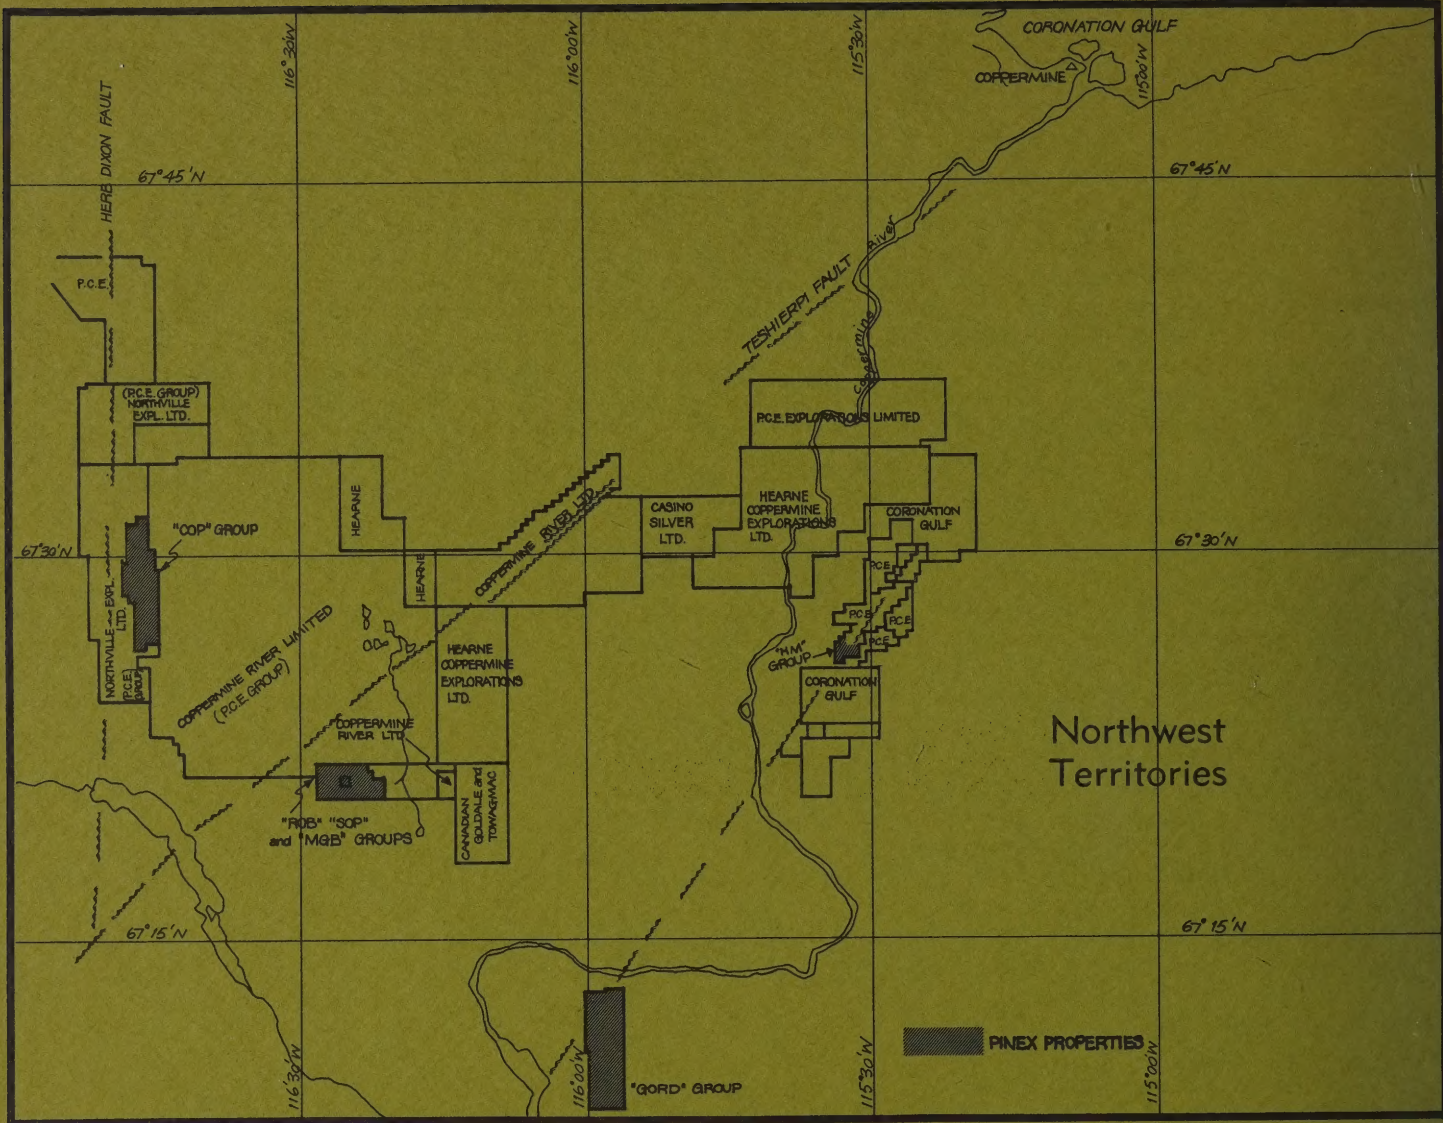 CORONATION GULF
COPPERMINE
116°30'W
116°00'W
115°30'W
115°00'W
HERB DIXON FAULT
67°45'N
67°45'N
River
Coppermine
TESHIERPI FAULT
P.C.E.
(P.C.E. GROUP)
NORTHVILLE
EXPL. LTD.
P.C.E. EXPLORATIONS LIMITED
HEARNE
COPPERMINE RIVER LTD.
CASINO
SILVER
LTD.
HEARNE
COPPERMINE
EXPLORATIONS
LTD.
CORONATION
GULF
"COP" GROUP
67°30'N
67°30'N
HEARNE
P.C.E.
P.C.E.
P.C.E.
P.C.E.
NORTHVILLE EXPL.
LTD.
(P.C.E.
GROUP)
COPPERMINE RIVER LIMITED
(P.C.E. GROUP)
HEARNE
COPPERMINE
EXPLORATIONS
LTD.
"HM"
GROUP
CORONATION
GULF
COPPERMINE
RIVER LTD.
Northwest
Territories
CANADIAN
GOLDALE and
TOWAGMAC
"ROB" "SOP"
and "MGB" GROUPS
67°15'N
67°15'N
PINEX PROPERTIES
"GORD" GROUP
116°30'W
116°00'W
115°30'W
115°00'W